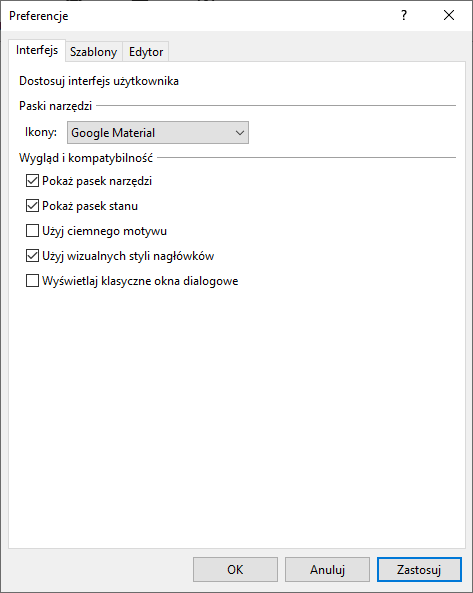 Preferencje
?
Interfejs Szablony Edytor
Dostosuj interfejs użytkownika
Paski narzędzi
Ikony: Google Material
Wygląd i kompatybilność
Pokaż pasek narzędzi
Pokaż pasek stanu
Użyj ciemnego motywu
Użyj wizualnych styli nagłówków
Wyświetlaj klasyczne okna dialogowe
OK Anuluj Zastosuj